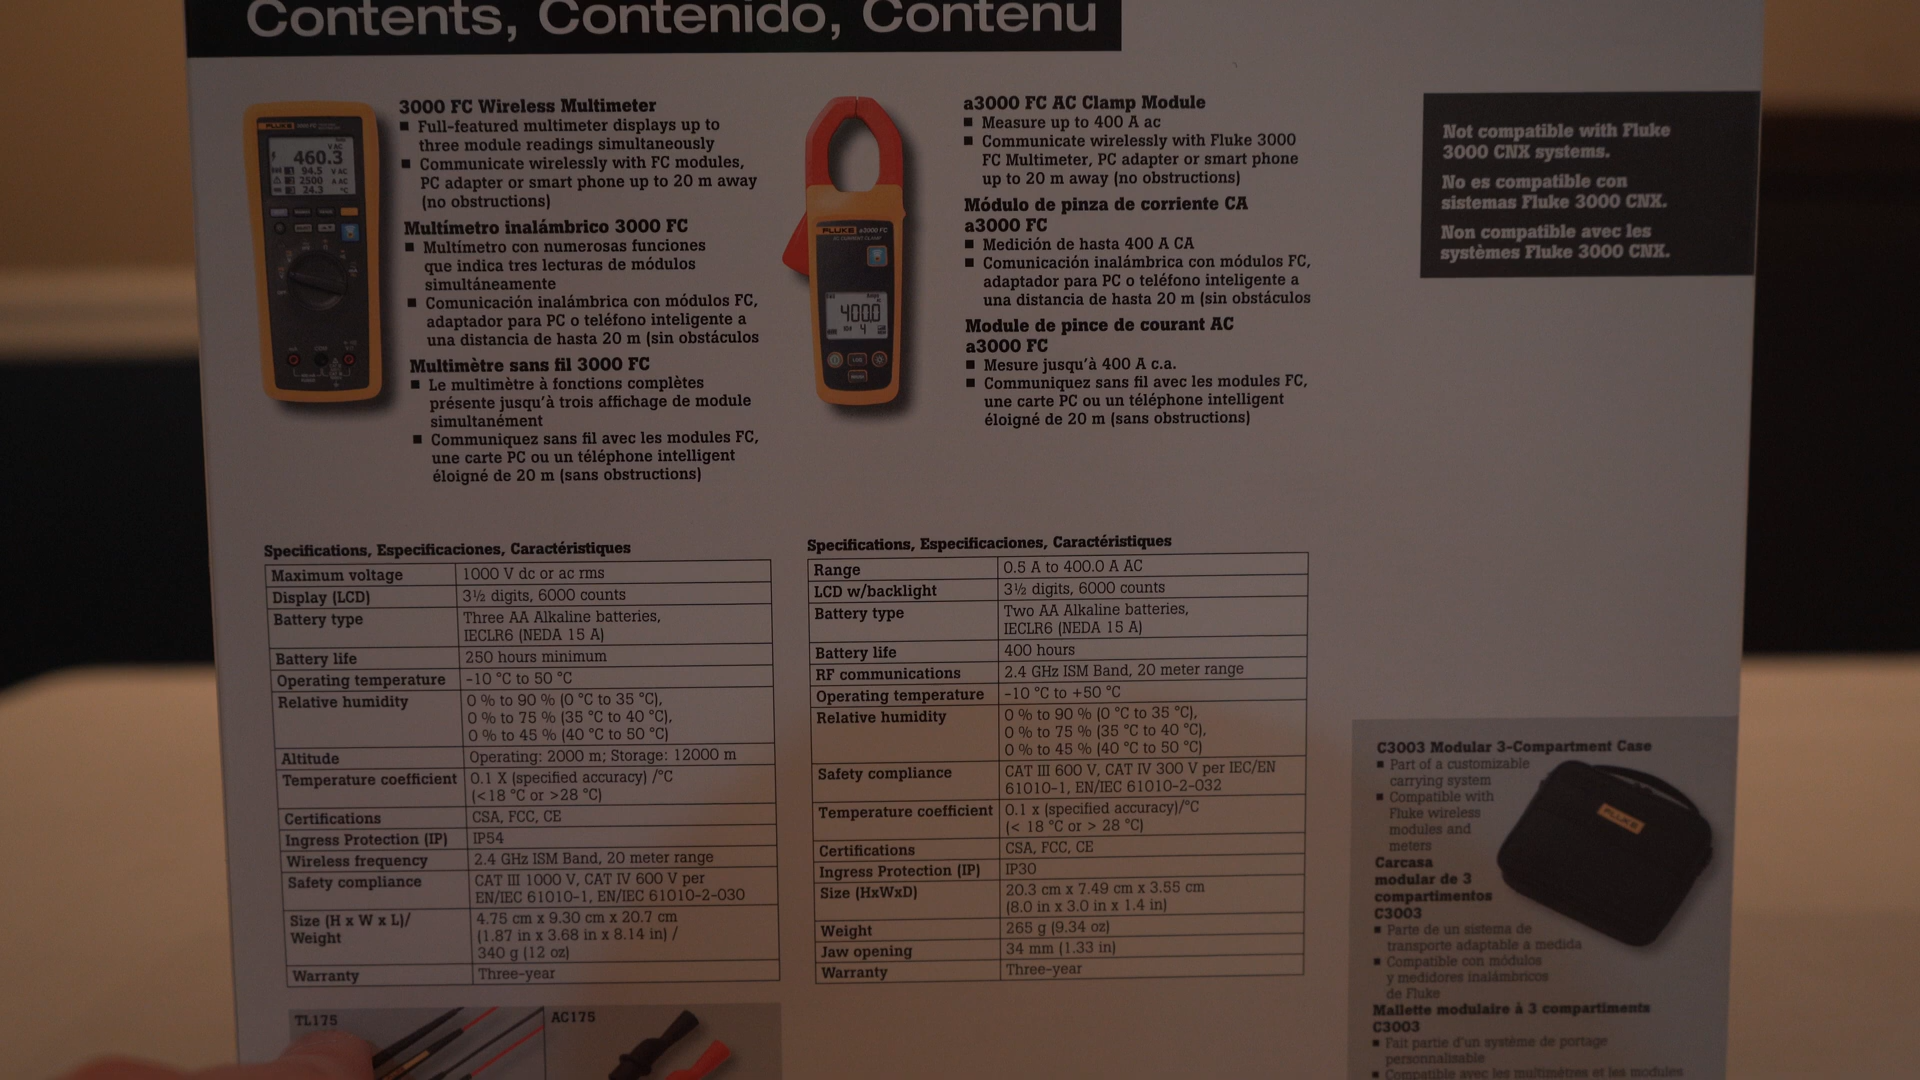 Contents, Contenido, Contenu
3000 FC Wireless Multimeter
■ Full-featured multimeter displays up to
three module readings simultaneously
■ Communicate wirelessly with FC modules,
PC adapter or smart phone up to 20 m away
(no obstructions)
Multímetro inalámbrico 3000 FC
■ Multímetro con numerosas funciones
que indica tres lecturas de módulos
simultáneamente
■ Comunicación inalámbrica con módulos FC,
adaptador para PC o teléfono inteligente a
una distancia de hasta 20 m (sin obstáculos
Multimètre sans fil 3000 FC
■ Le multimètre à fonctions complètes
présente jusqu'à trois affichage de module
simultanément
■ Communiquez sans fil avec les modules FC,
une carte PC ou un téléphone intelligent
éloigné de 20 m (sans obstructions)
FLUKE
460.3
94.5 V AC
2500 A AC
24.3 °C
a3000 FC AC Clamp Module
■ Measure up to 400 A ac
■ Communicate wirelessly with Fluke 3000
FC Multimeter, PC adapter or smart phone
up to 20 m away (no obstructions)
Módulo de pinza de corriente CA
a3000 FC
■ Medición de hasta 400 A CA
■ Comunicación inalámbrica con módulos FC,
adaptador para PC o teléfono inteligente a
una distancia de hasta 20 m (sin obstáculos
Module de pince de courant AC
a3000 FC
■ Mesure jusqu'à 400 A c.a.
■ Communiquez sans fil avec les modules FC,
une carte PC ou un téléphone intelligent
éloigné de 20 m (sans obstructions)
FLUKE a3000 FC
400.0
Not compatible with Fluke
3000 CNX systems.
No es compatible con
sistemas Fluke 3000 CNX.
Non compatible avec les
systèmes Fluke 3000 CNX.
Specifications, Especificaciones, Caractéristiques
Maximum voltage 1000 V dc or ac rms
Display (LCD) 3½ digits, 6000 counts
Battery type Three AA Alkaline batteries,
IECLR6 (NEDA 15 A)
Battery life 250 hours minimum
Operating temperature -10 °C to 50 °C
Relative humidity 0 % to 90 % (0 °C to 35 °C),
0 % to 75 % (35 °C to 40 °C),
0 % to 45 % (40 °C to 50 °C)
Altitude Operating: 2000 m; Storage: 12000 m
Temperature coefficient 0.1 X (specified accuracy) /°C
(<18 °C or >28 °C)
Certifications CSA, FCC, CE
Ingress Protection (IP) IP54
Wireless frequency 2.4 GHz ISM Band, 20 meter range
Safety compliance CAT III 1000 V, CAT IV 600 V per
EN/IEC 61010-1, EN/IEC 61010-2-030
Size (H x W x L)/ 4.75 cm x 9.30 cm x 20.7 cm
Weight (1.87 in x 3.68 in x 8.14 in) /
340 g (12 oz)
Warranty Three-year
Specifications, Especificaciones, Caractéristiques
Range 0.5 A to 400.0 A AC
LCD w/backlight 3½ digits, 6000 counts
Battery type Two AA Alkaline batteries,
IECLR6 (NEDA 15 A)
Battery life 400 hours
RF communications 2.4 GHz ISM Band, 20 meter range
Operating temperature -10 °C to +50 °C
Relative humidity 0 % to 90 % (0 °C to 35 °C),
0 % to 75 % (35 °C to 40 °C),
0 % to 45 % (40 °C to 50 °C)
Safety compliance CAT III 600 V, CAT IV 300 V per IEC/EN
61010-1, EN/IEC 61010-2-032
Temperature coefficient 0.1 x (specified accuracy)/°C
(< 18 °C or > 28 °C)
Certifications CSA, FCC, CE
Ingress Protection (IP) IP30
Size (HxWxD) 20.3 cm x 7.49 cm x 3.55 cm
(8.0 in x 3.0 in x 1.4 in)
Weight 265 g (9.34 oz)
Jaw opening 34 mm (1.33 in)
Warranty Three-year
C3003 Modular 3-Compartment Case
■ Part of a customizable
carrying system
■ Compatible with
Fluke wireless
modules and
meters
Carcasa
modular de 3
compartimentos
C3003
■ Parte de un sistema de
transporte adaptable a medida
■ Compatible con módulos
y medidores inalámbricos
de Fluke
Mallette modulaire à 3 compartiments
C3003
■ Fait partie d'un système de portage
personnalisable
■ Compatible avec les multimètres et les modules
FLUKE
TL175
AC175